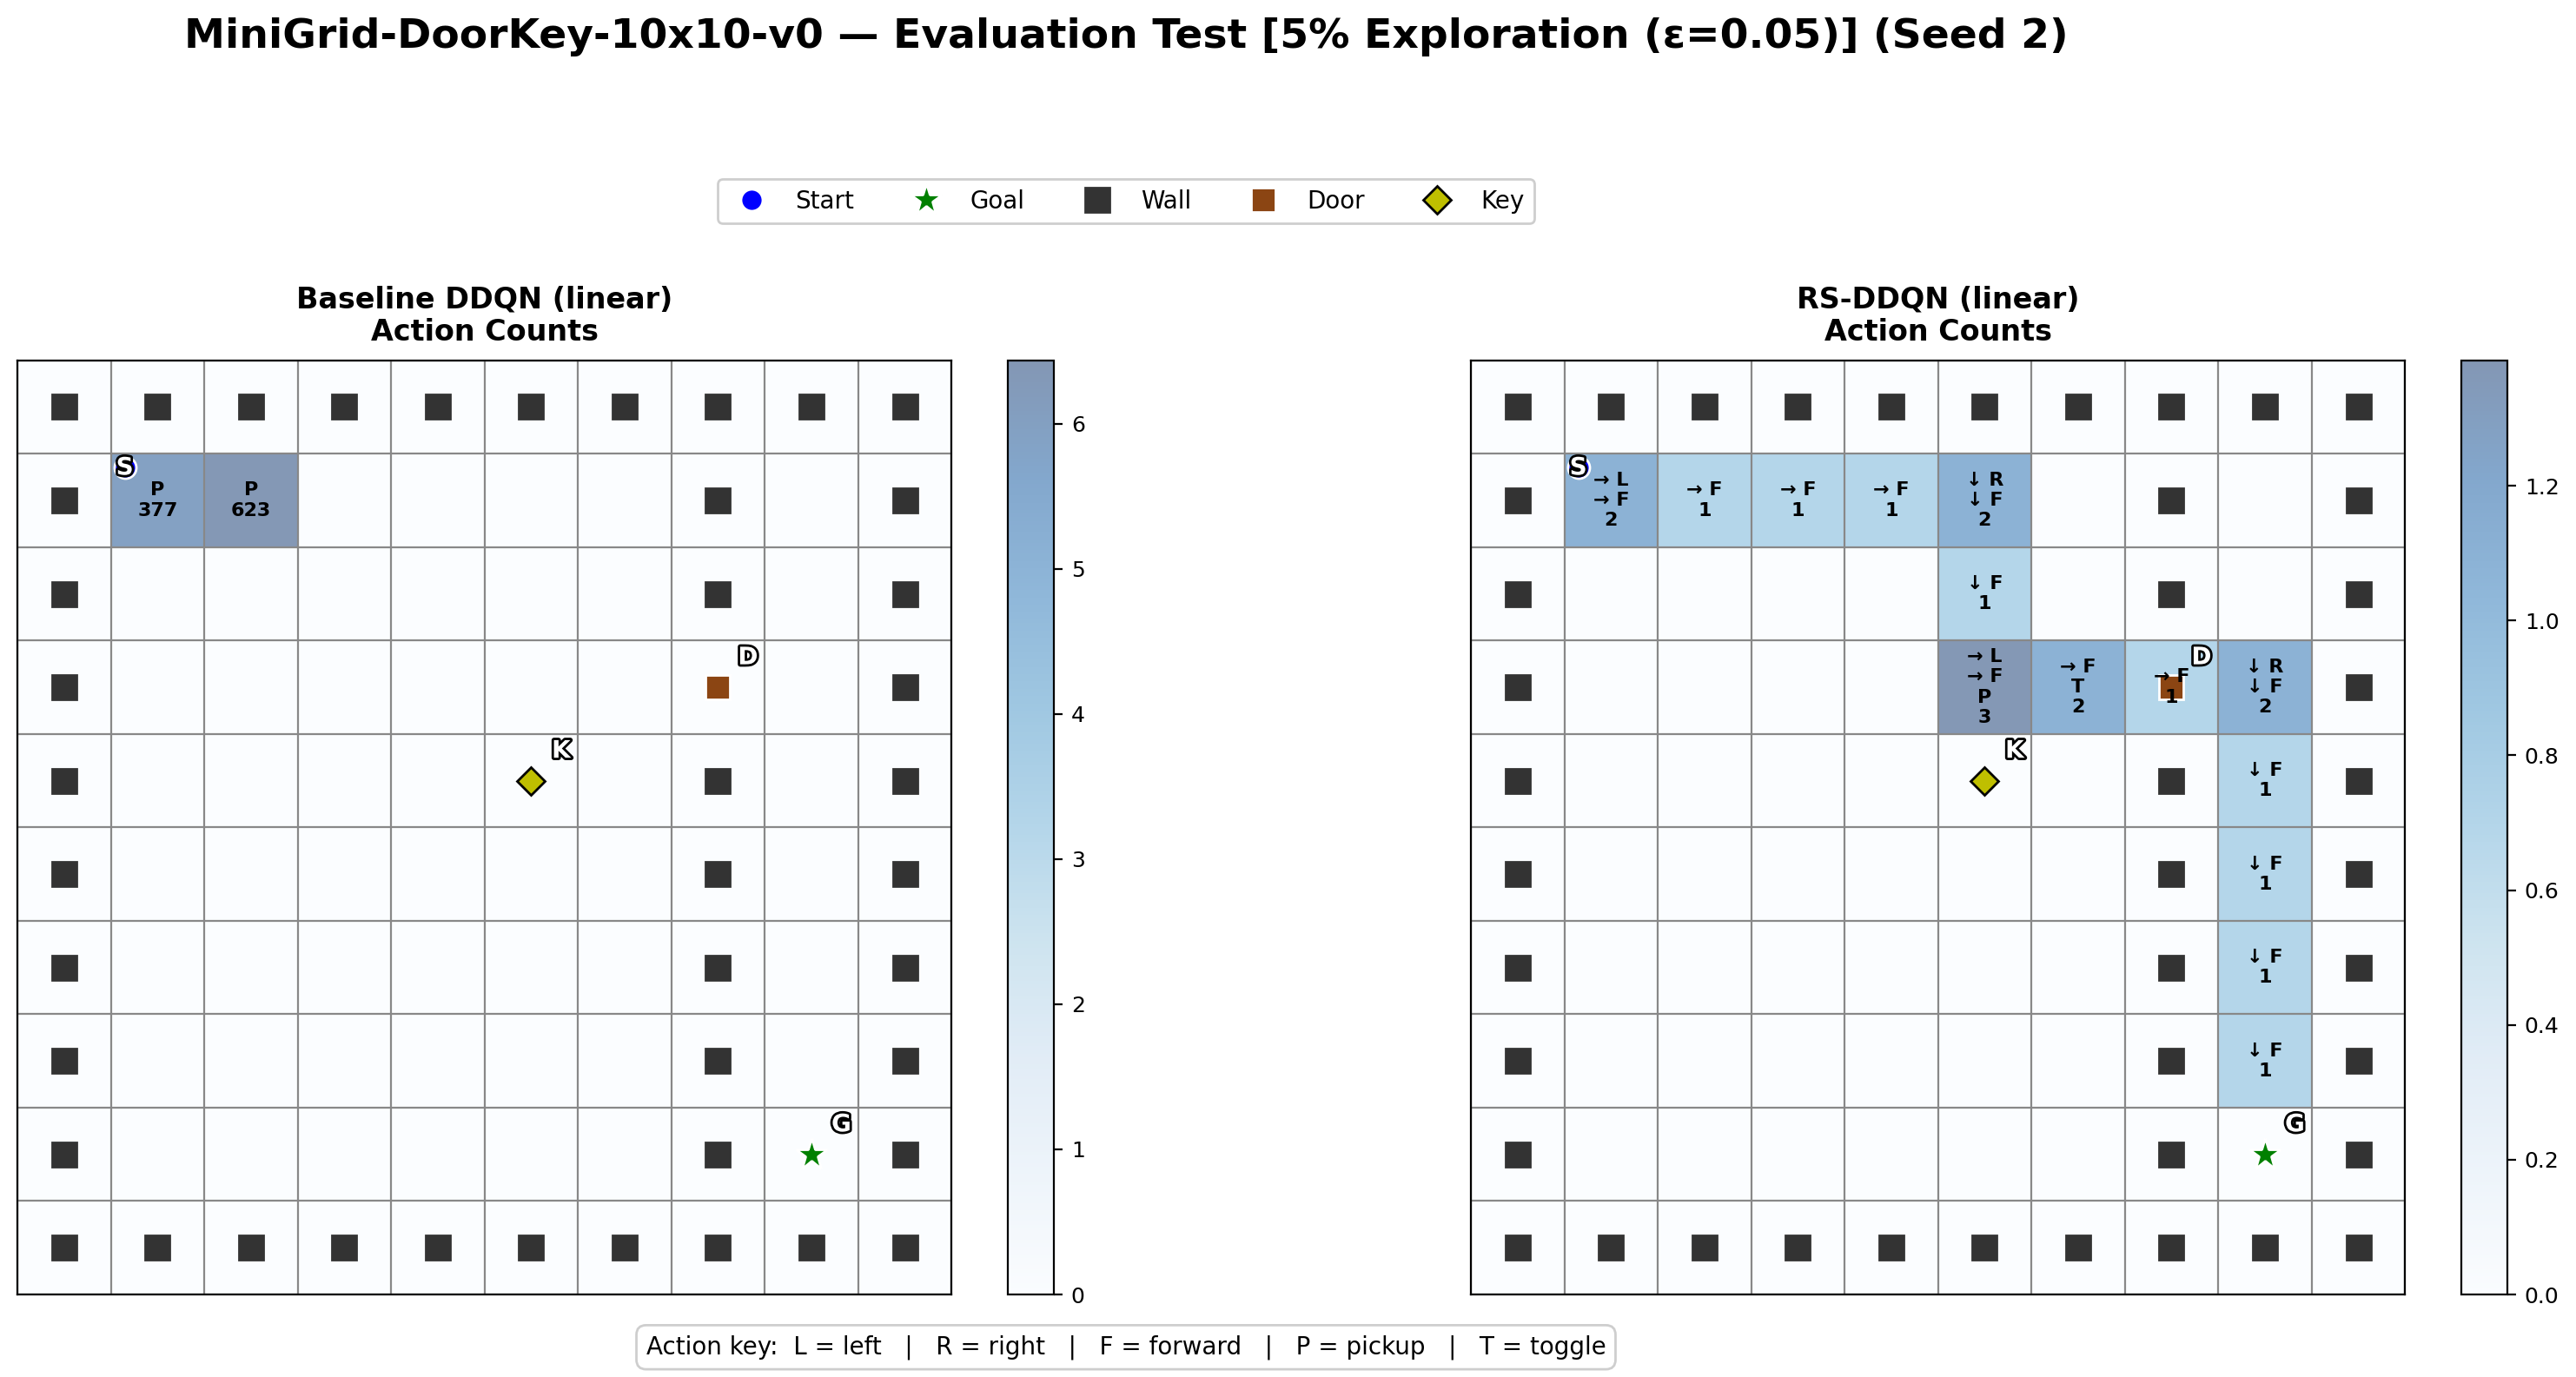 MiniGrid-DoorKey-10x10-v0 — Evaluation Test [5% Exploration (ε=0.05)] (Seed 2)
Start Goal Wall Door Key
Baseline DDQN (linear)
Action Counts
S
P
377
P
623
D
K
G
6
5
4
3
2
1
0
RS-DDQN (linear)
Action Counts
S
→ L
→ F
2
→ F
1
→ F
1
→ F
1
↓ R
↓ F
2
↓ F
1
→ L
→ F
P
3
→ F
T
2
D
→ F
1
↓ R
↓ F
2
K
↓ F
1
↓ F
1
↓ F
1
↓ F
1
G
1.2
1.0
0.8
0.6
0.4
0.2
0.0
Action key: L = left | R = right | F = forward | P = pickup | T = toggle